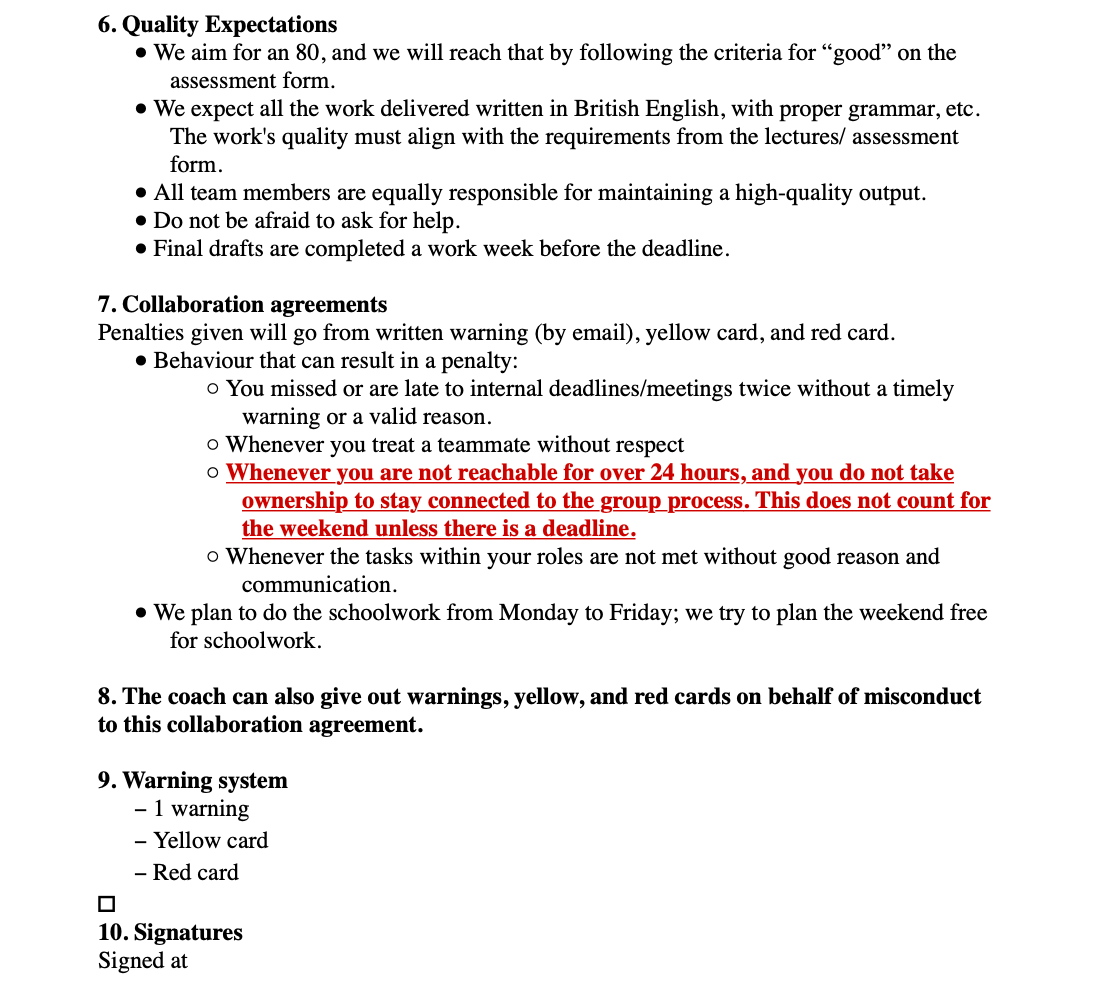 6. Quality Expectations
● We aim for an 80, and we will reach that by following the criteria for “good” on the
assessment form.
● We expect all the work delivered written in British English, with proper grammar, etc.
The work's quality must align with the requirements from the lectures/ assessment
form.
● All team members are equally responsible for maintaining a high-quality output.
● Do not be afraid to ask for help.
● Final drafts are completed a work week before the deadline.
7. Collaboration agreements
Penalties given will go from written warning (by email), yellow card, and red card.
● Behaviour that can result in a penalty:
○ You missed or are late to internal deadlines/meetings twice without a timely
warning or a valid reason.
○ Whenever you treat a teammate without respect
○ Whenever you are not reachable for over 24 hours, and you do not take
ownership to stay connected to the group process. This does not count for
the weekend unless there is a deadline.
○ Whenever the tasks within your roles are not met without good reason and
communication.
● We plan to do the schoolwork from Monday to Friday; we try to plan the weekend free
for schoolwork.
8. The coach can also give out warnings, yellow, and red cards on behalf of misconduct
to this collaboration agreement.
9. Warning system
– 1 warning
– Yellow card
– Red card
☐
10. Signatures
Signed at